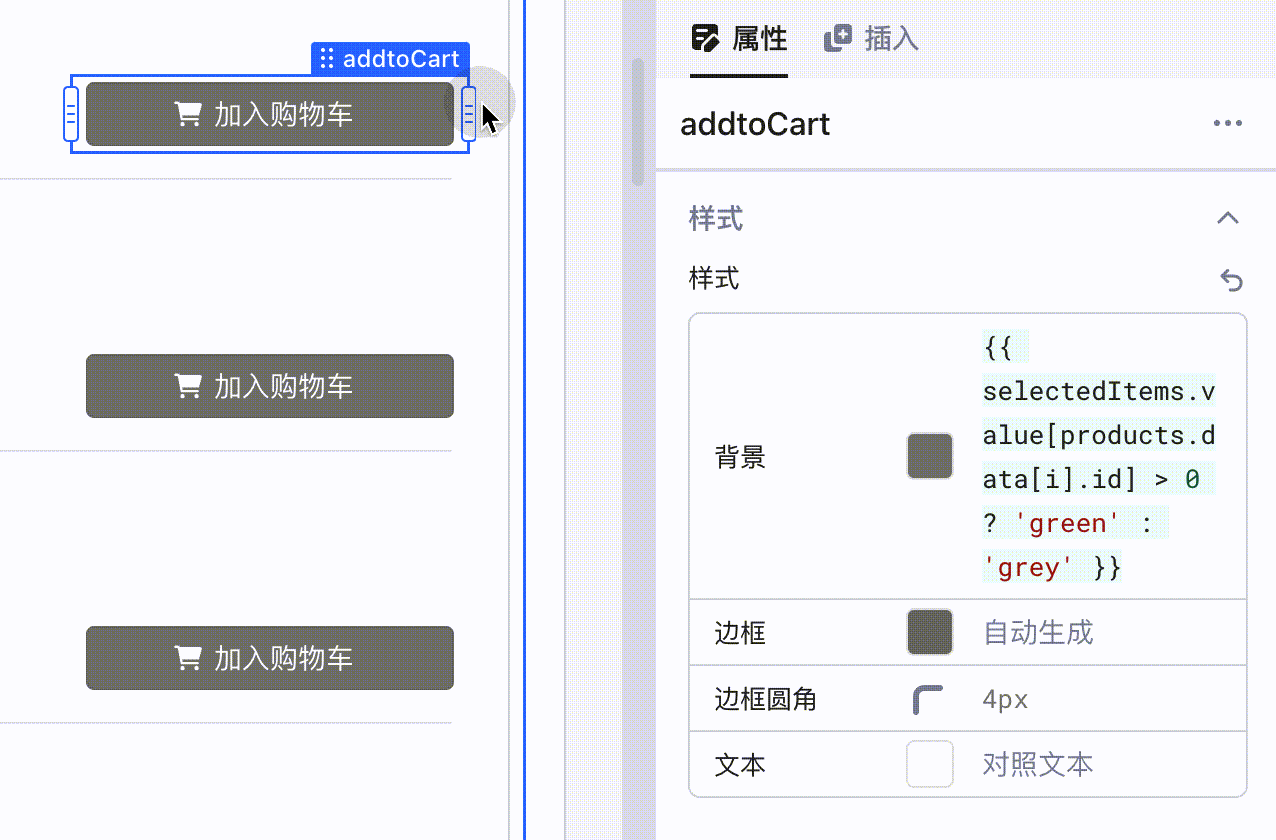 addtoCart
加入购物车
加入购物车
加入购物车
属性
插入
addtoCart
样式
样式
背景
{{
selectedItems.v
alue[products.d
ata[i].id] > 0
? 'green' :
'grey' }}
边框
自动生成
边框圆角
4px
文本
对照文本